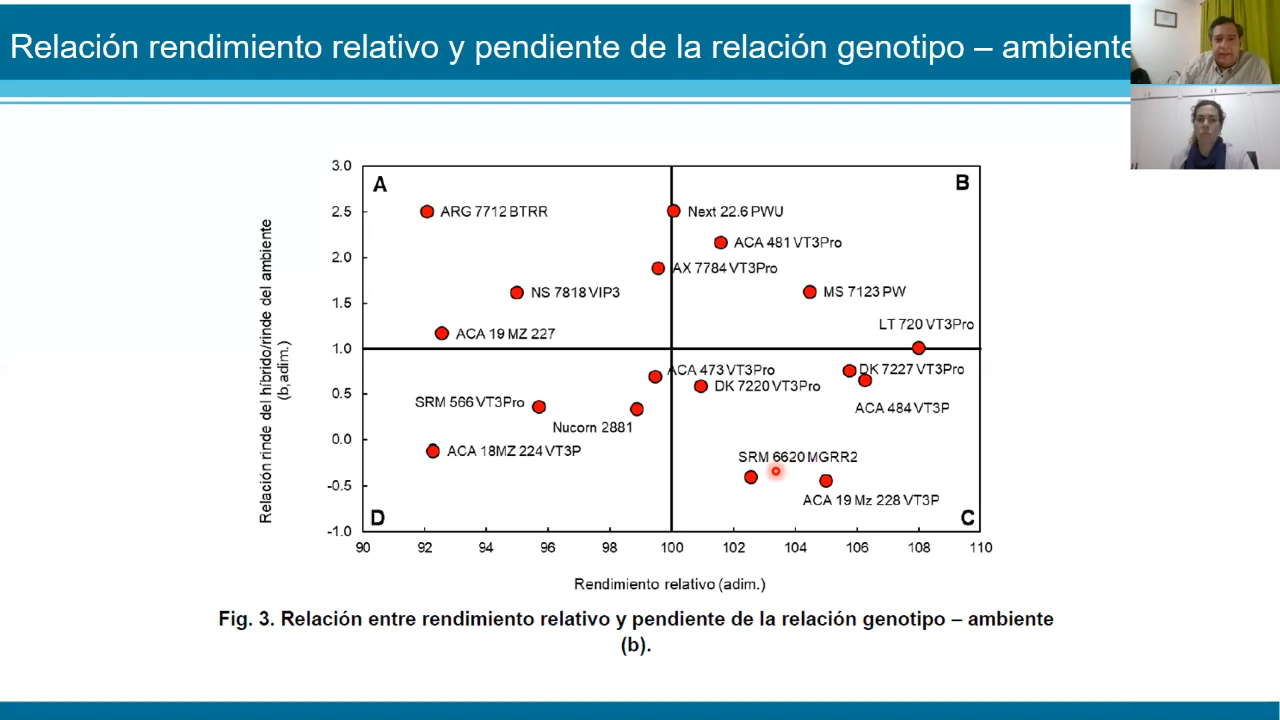 Relación rendimiento relativo y pendiente de la relación genotipo – ambiente
Relación rinde del híbrido/rinde del ambiente
(b,adim.)
3.0
2.5
2.0
1.5
1.0
0.5
0.0
-0.5
-1.0
A
B
ARG 7712 BTRR
Next 22.6 PWU
ACA 481 VT3Pro
AX 7784 VT3Pro
NS 7818 VIP3
MS 7123 PW
LT 720 VT3Pro
ACA 19 MZ 227
ACA 473 VT3Pro
DK 7227 VT3Pro
DK 7220 VT3Pro
SRM 566 VT3Pro
ACA 484 VT3P
Nucorn 2881
ACA 18MZ 224 VT3P
SRM 6620 MGRR2
ACA 19 Mz 228 VT3P
D
C
90 92 94 96 98 100 102 104 106 108 110
Rendimiento relativo (adim.)
Fig. 3. Relación entre rendimiento relativo y pendiente de la relación genotipo – ambiente
(b).